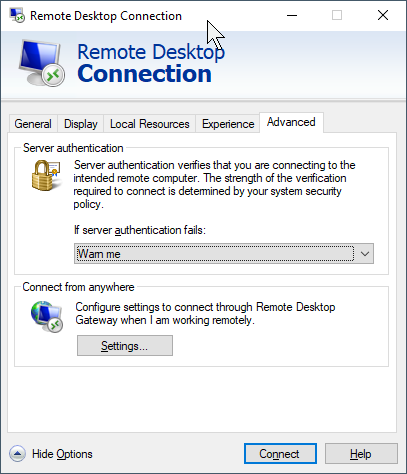 Remote Desktop Connection
Remote Desktop
Connection
General Display Local Resources Experience Advanced
Server authentication
Server authentication verifies that you are connecting to the
intended remote computer. The strength of the verification
required to connect is determined by your system security
policy.
If server authentication fails:
Warn me
Connect from anywhere
Configure settings to connect through Remote Desktop
Gateway when I am working remotely.
Settings...
Hide Options Connect Help